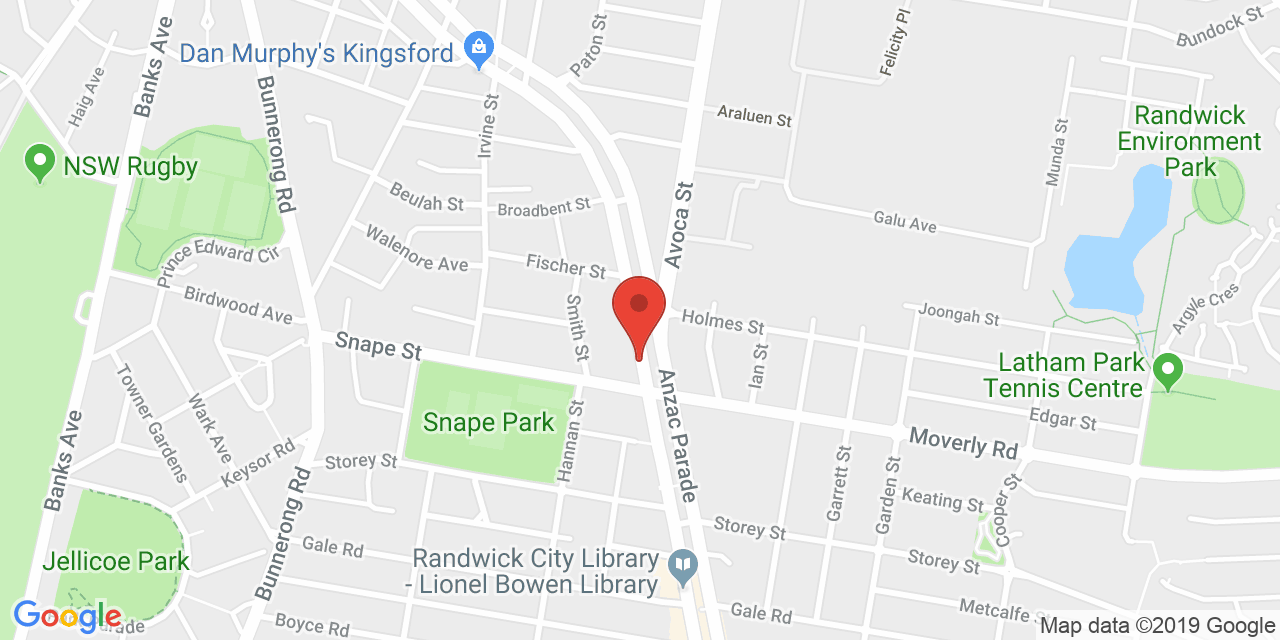 Felicity Pl
Bundock St
Paton St
Banks Ave
Dan Murphy's Kingsford
Haig Ave
Bunnerong Rd
Irvine St
Araluen St
Randwick
Environment
Park
Munda St
NSW Rugby
Beulah St
Broadbent St
Avoca St
Galu Ave
Walenore Ave
Prince Edward Cir
Fischer St
Birdwood Ave
Smith St
Holmes St
Joongah St
Argyle Cres
Snape St
Ian St
Latham Park
Tennis Centre
Towner Gardens
Wark Ave
Anzac Parade
Snape Park
Hannan St
Edgar St
Moverly Rd
Banks Ave
Keysor Rd
Storey St
Garrett St
Garden St
Keating St
Cooper St
Bunnerong Rd
Storey St
Gale Rd
Jellicoe Park
Randwick City Library
- Lionel Bowen Library
Storey St
Metcalfe S
Gale Rd
Boyce Rd
Google
Map data ©2019 Google